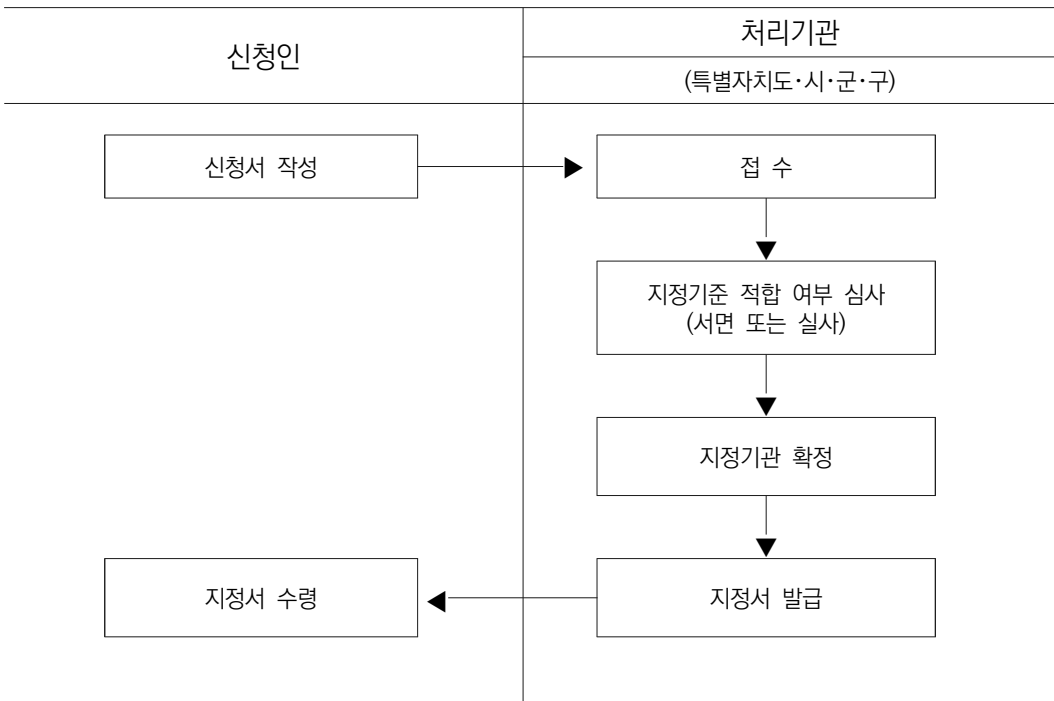 신청인
처리기관
(특별자치도·시·군·구)
신청서 작성
접 수
지정기준 적합 여부 심사
(서면 또는 실사)
지정기관 확정
지정서 수령
지정서 발급